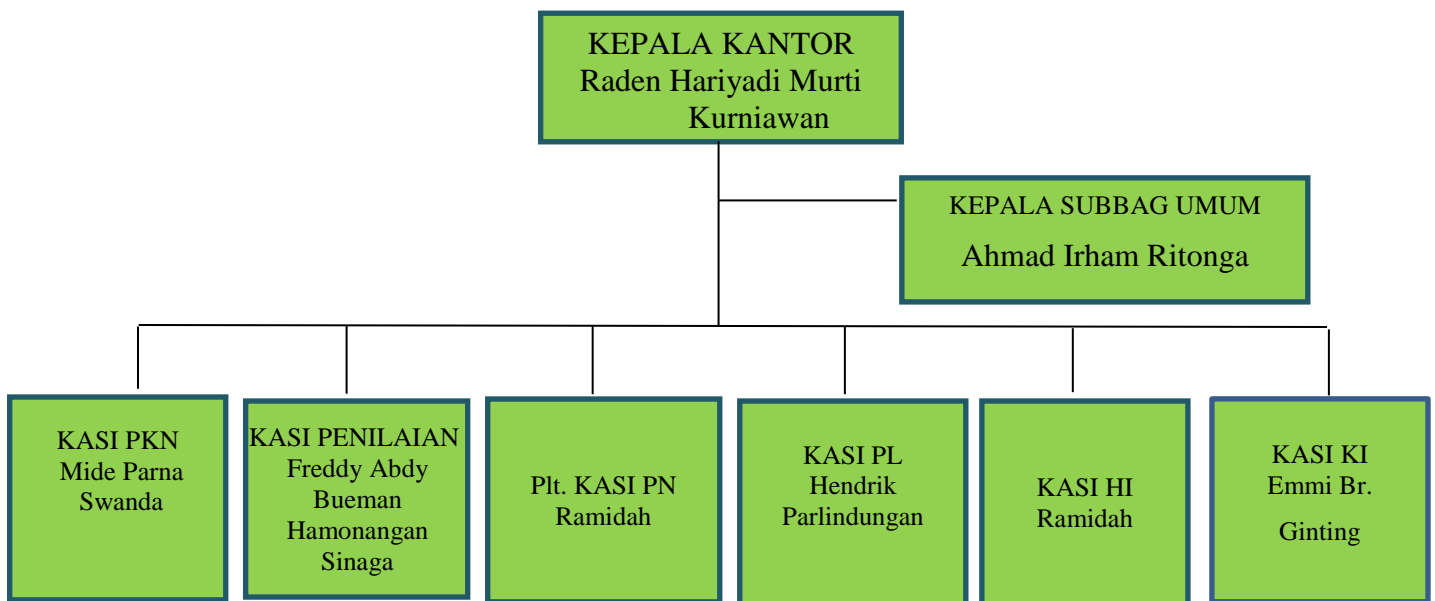 KEPALA KANTOR
Raden Hariyadi Murti
Kurniawan
KEPALA SUBBAG UMUM
Ahmad Irham Ritonga
KASI PKN
Mide Parna
Swanda
KASI PENILAIAN
Freddy Abdy
Bueman
Hamonangan
Sinaga
Plt. KASI PN
Ramidah
KASI PL
Hendrik
Parlindungan
KASI HI
Ramidah
KASI KI
Emmi Br.
Ginting